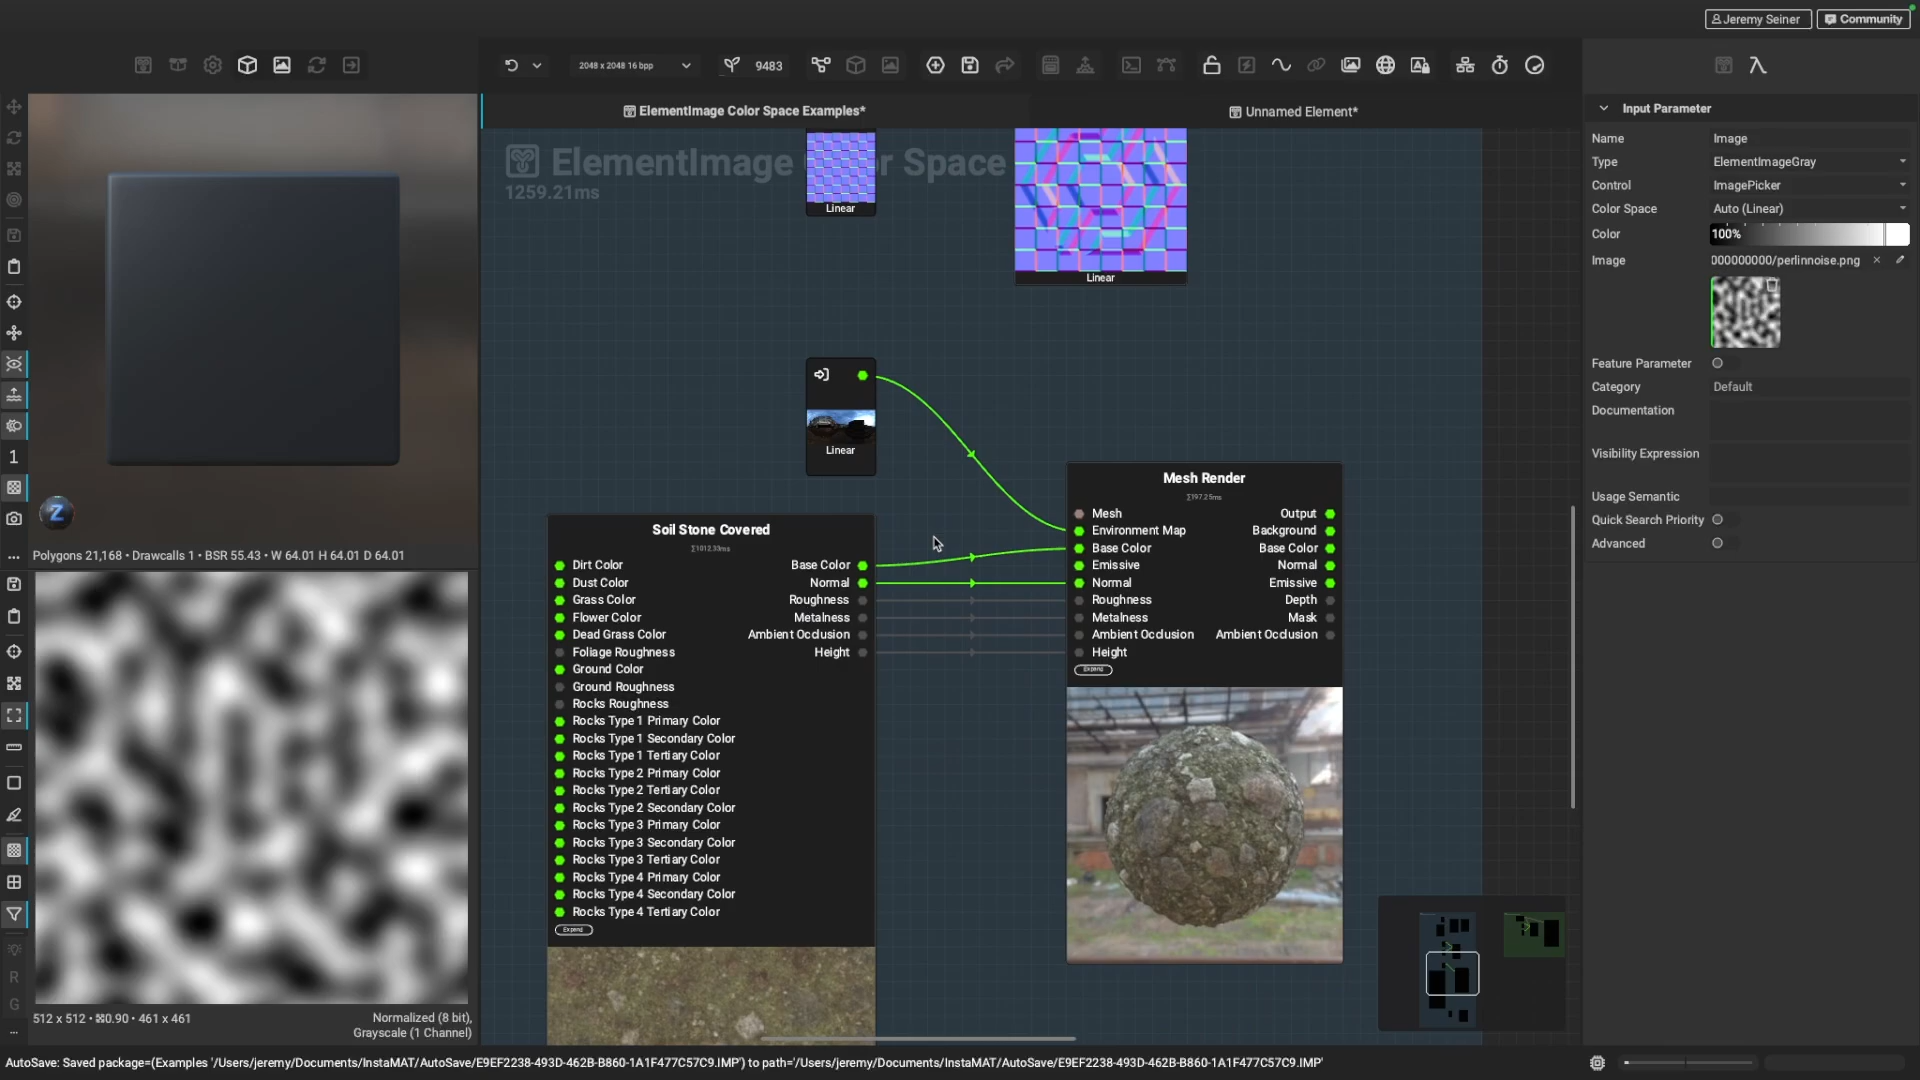 Jeremy Seiner
Community
2048 x 2048 16 bpp
9483
ElementImage Color Space Examples*
Unnamed Element*
ElementImage Color Space
1259.21ms
Linear
Linear
Linear
Soil Stone Covered
Σ1012.33ms
Dirt Color
Dust Color
Grass Color
Flower Color
Dead Grass Color
Foliage Roughness
Ground Color
Ground Roughness
Rocks Roughness
Rocks Type 1 Primary Color
Rocks Type 1 Secondary Color
Rocks Type 1 Tertiary Color
Rocks Type 2 Primary Color
Rocks Type 2 Tertiary Color
Rocks Type 2 Secondary Color
Rocks Type 3 Primary Color
Rocks Type 3 Secondary Color
Rocks Type 3 Tertiary Color
Rocks Type 4 Primary Color
Rocks Type 4 Secondary Color
Rocks Type 4 Tertiary Color
Expand
Base Color
Normal
Roughness
Metalness
Ambient Occlusion
Height
Mesh Render
Σ197.25ms
Mesh
Environment Map
Base Color
Emissive
Normal
Roughness
Metalness
Ambient Occlusion
Height
Expand
Output
Background
Base Color
Normal
Emissive
Depth
Mask
Ambient Occlusion
Input Parameter
Name Image
Type ElementImageGray
Control ImagePicker
Color Space Auto (Linear)
Color 100%
Image 000000000/perlinnoise.png
Feature Parameter
Category Default
Documentation
Visibility Expression
Usage Semantic
Quick Search Priority
Advanced
1
Z
Polygons 21,168 • Drawcalls 1 • BSR 55.43 • W 64.01 H 64.01 D 64.01
R
G
512 x 512 • 0.90 • 461 x 461
Normalized (8 bit),
Grayscale (1 Channel)
AutoSave: Saved package=(Examples '/Users/jeremy/Documents/InstaMAT/AutoSave/E9EF2238-493D-462B-B860-1A1F477C57C9.IMP') to path='/Users/jeremy/Documents/InstaMAT/AutoSave/E9EF2238-493D-462B-B860-1A1F477C57C9.IMP'